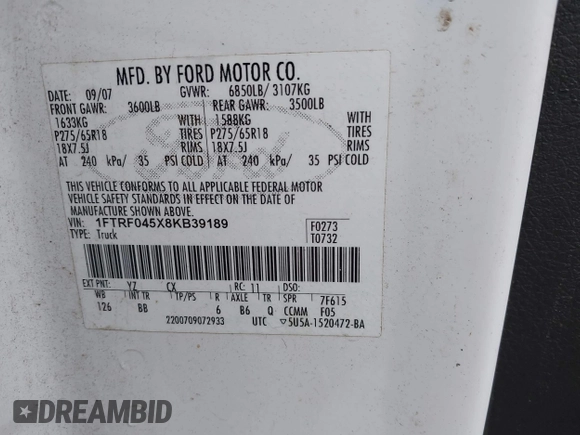 MFD. BY FORD MOTOR CO.
DATE: 09/07 GVWR: 6850LB/ 3107KG
FRONT GAWR: 3600LB REAR GAWR: 3500LB
1633KG WITH 1588KG WITH
P275/65R18 TIRES P275/65R18 TIRES
18X7.5J RIMS 18X7.5J RIMS
AT 240 kPa/ 35 PSI COLD AT 240 kPa/ 35 PSI COLD
THIS VEHICLE CONFORMS TO ALL APPLICABLE FEDERAL MOTOR
VEHICLE SAFETY STANDARDS IN EFFECT ON THE DATE OF
MANUFACTURE SHOWN ABOVE.
VIN: 1FTRF045X8KB39189 F0273
TYPE: Truck T0732
EXT PNT: YZ CX RC: 11 DSO:
WB INT TR TP/PS R AXLE TR SPR 7F615
126 BB 6 B6 Q CCMM F05
2200709072933 UTC ▽5U5A-1520472-BA
Ford
DREAMBID